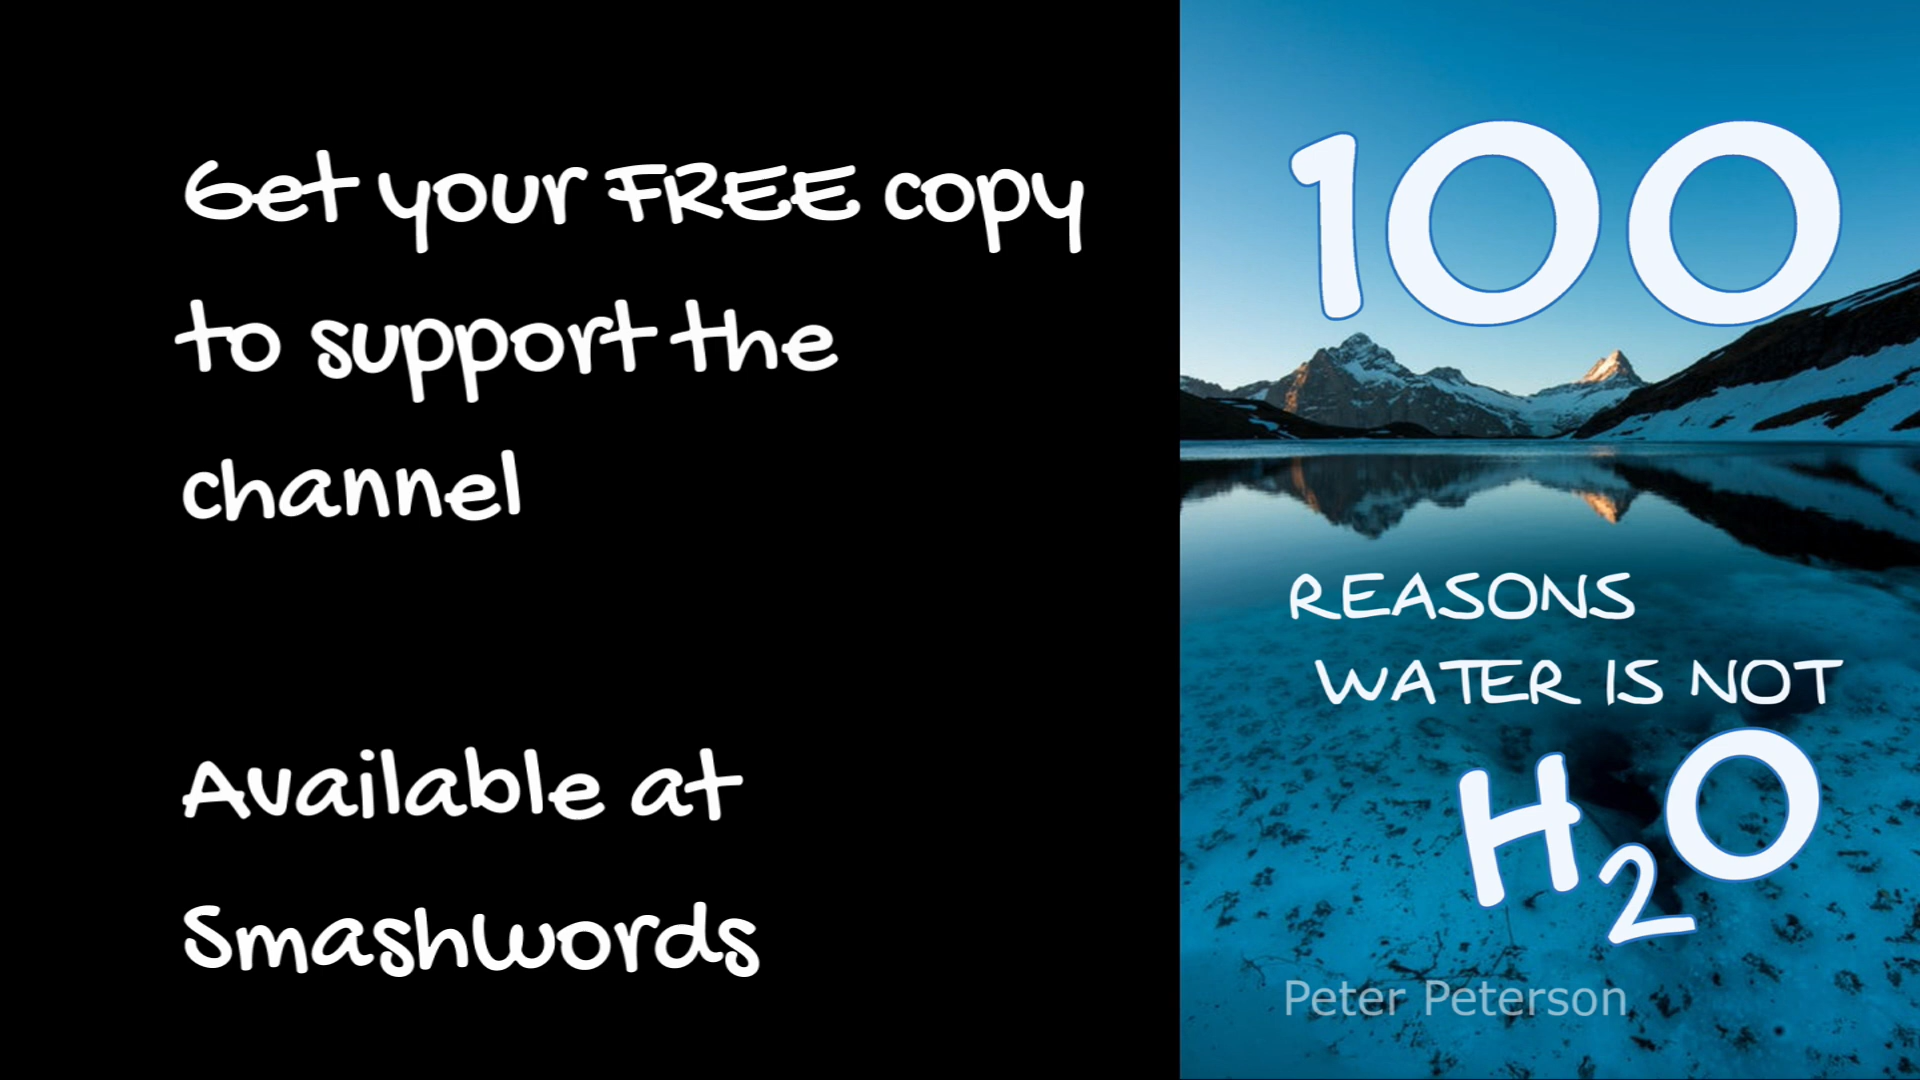 Get your FREE copy
to support the
channel
Available at
Smashwords
100
REASONS
WATER IS NOT
H₂O
Peter Peterson